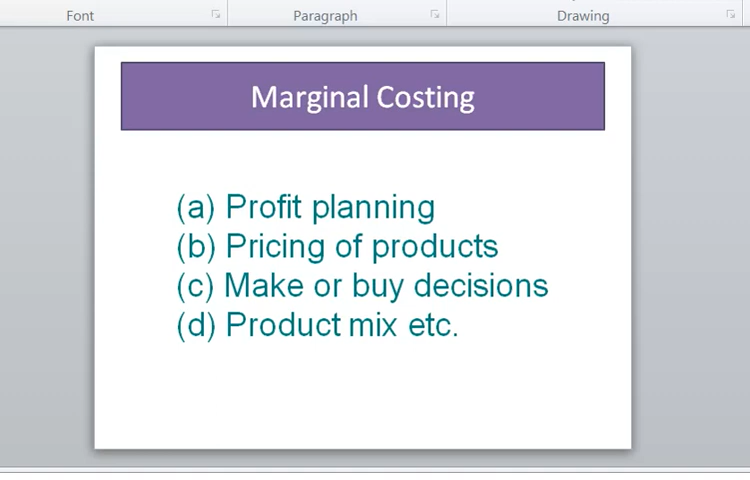 Font Paragraph Drawing
Marginal Costing
(a) Profit planning
(b) Pricing of products
(c) Make or buy decisions
(d) Product mix etc.